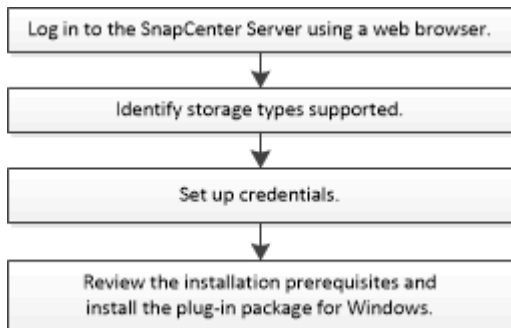 Log in to the SnapCenter Server using a web browser.
Identify storage types supported.
Set up credentials.
Review the installation prerequisites and
install the plug-in package for Windows.